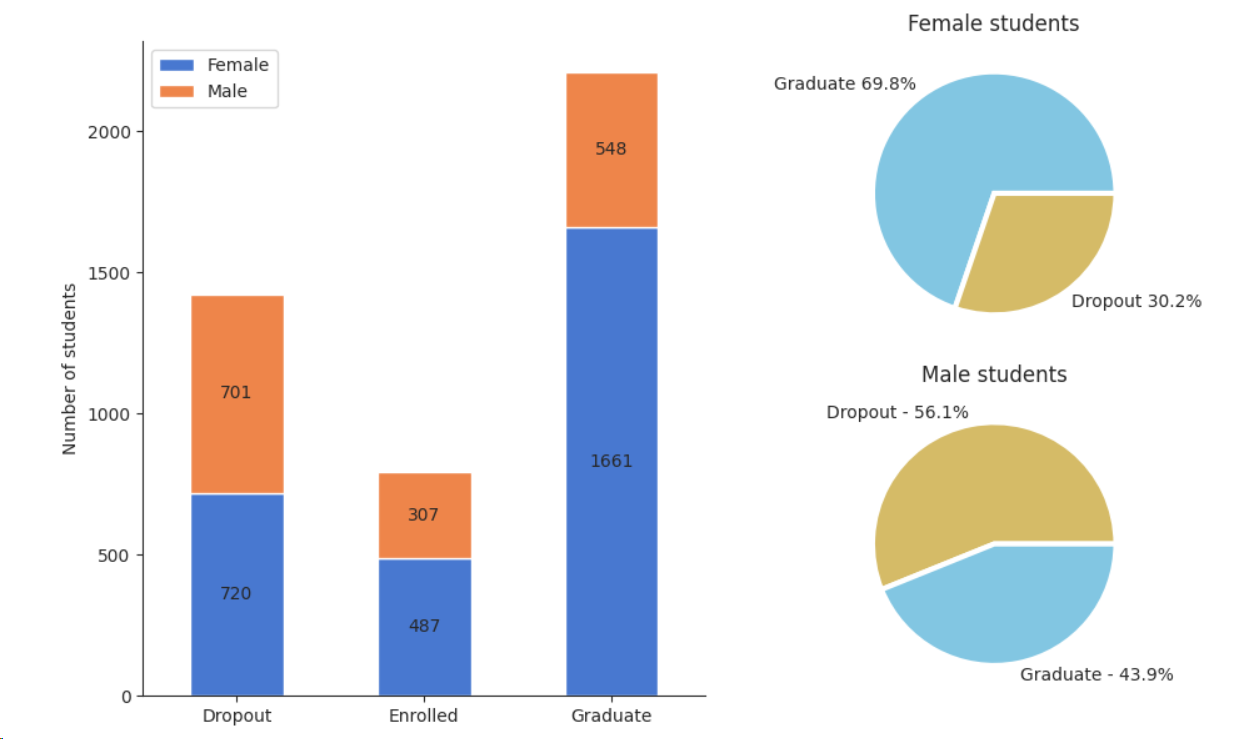 Female
Male
Number of students
2000
1500
1000
500
0
701
720
307
487
548
1661
Dropout
Enrolled
Graduate
Female students
Graduate 69.8%
Dropout 30.2%
Male students
Dropout - 56.1%
Graduate - 43.9%